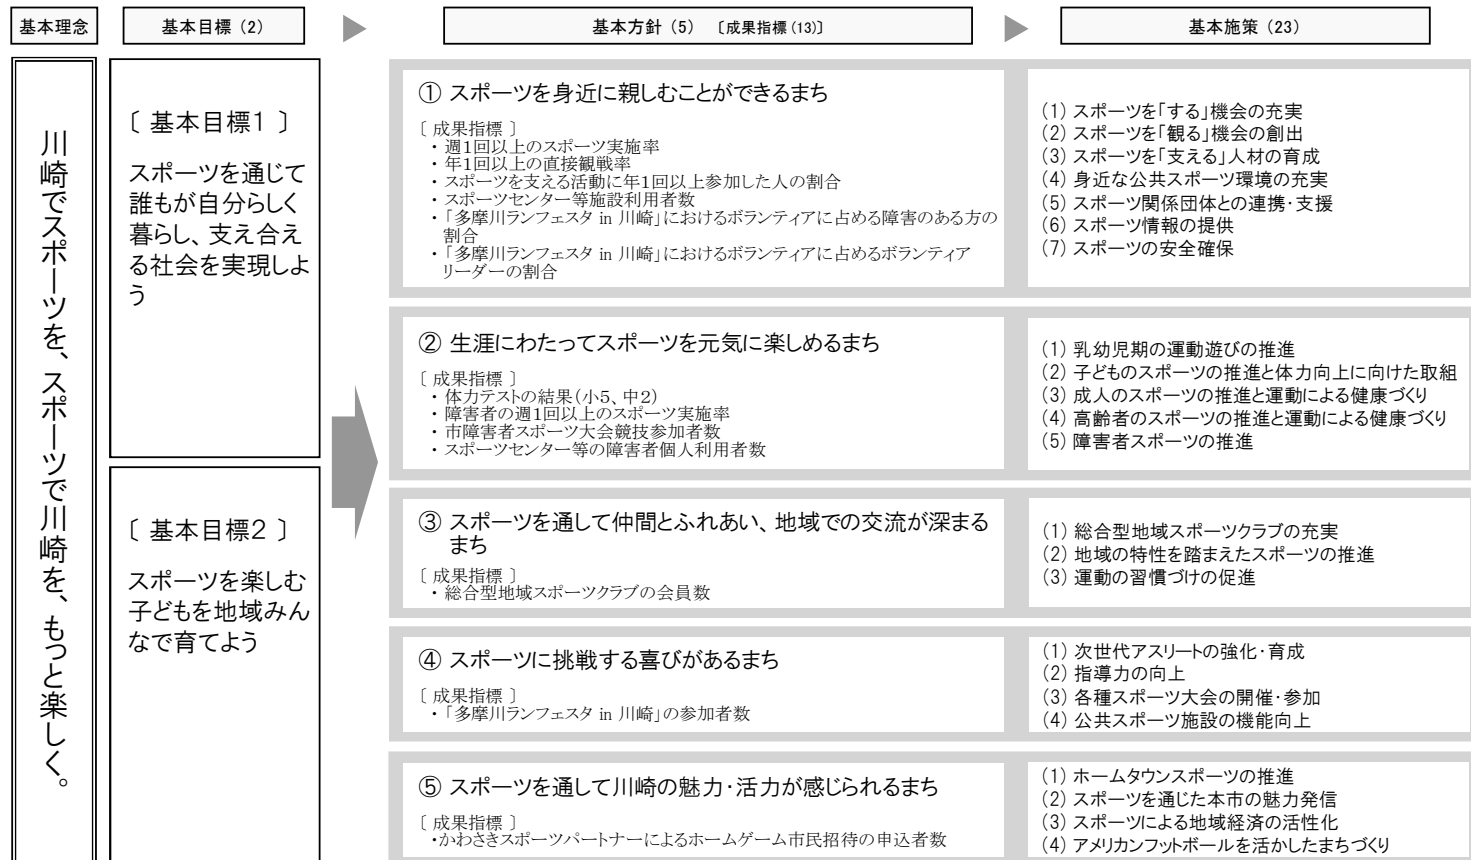 基本理念
基本目標（2）
基本方針（5） 〔成果指標（13）〕
基本施策（23）
川崎でスポーツを、スポーツで川崎を、もっと楽しく。
〔 基本目標１ 〕
スポーツを通じて
誰もが自分らしく
暮らし、支え合え
る社会を実現しよ
う
〔 基本目標２ 〕
スポーツを楽しむ
子どもを地域みん
なで育てよう
① スポーツを身近に親しむことができるまち
〔 成果指標 〕
・週１回以上のスポーツ実施率
・年１回以上の直接観戦率
・スポーツを支える活動に年１回以上参加した人の割合
・スポーツセンター等施設利用者数
・「多摩川ランフェスタ in 川崎」におけるボランティアに占める障害のある方の
割合
・「多摩川ランフェスタ in 川崎」におけるボランティアに占めるボランティア
リーダーの割合
(1) スポーツを「する」機会の充実
(2) スポーツを「観る」機会の創出
(3) スポーツを「支える」人材の育成
(4) 身近な公共スポーツ環境の充実
(5) スポーツ関係団体との連携・支援
(6) スポーツ情報の提供
(7) スポーツの安全確保
② 生涯にわたってスポーツを元気に楽しめるまち
〔 成果指標 〕
・体力テストの結果（小５、中２）
・障害者の週１回以上のスポーツ実施率
・市障害者スポーツ大会競技参加者数
・スポーツセンター等の障害者個人利用者数
(1) 乳幼児期の運動遊びの推進
(2) 子どものスポーツの推進と体力向上に向けた取組
(3) 成人のスポーツの推進と運動による健康づくり
(4) 高齢者のスポーツの推進と運動による健康づくり
(5) 障害者スポーツの推進
③ スポーツを通して仲間とふれあい、地域での交流が深まる
まち
〔 成果指標 〕
・総合型地域スポーツクラブの会員数
(1) 総合型地域スポーツクラブの充実
(2) 地域の特性を踏まえたスポーツの推進
(3) 運動の習慣づけの促進
④ スポーツに挑戦する喜びがあるまち
〔 成果指標 〕
・「多摩川ランフェスタ in 川崎」の参加者数
(1) 次世代アスリートの強化・育成
(2) 指導力の向上
(3) 各種スポーツ大会の開催・参加
(4) 公共スポーツ施設の機能向上
⑤ スポーツを通して川崎の魅力・活力が感じられるまち
〔 成果指標 〕
・かわさきスポーツパートナーによるホームゲーム市民招待の申込者数
(1) ホームタウンスポーツの推進
(2) スポーツを通じた本市の魅力発信
(3) スポーツによる地域経済の活性化
(4) アメリカンフットボールを活かしたまちづくり